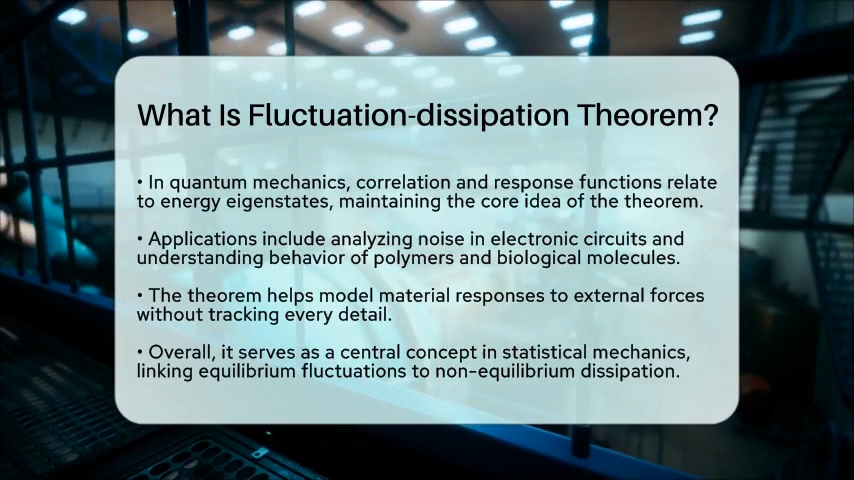 What Is Fluctuation-dissipation Theorem?
• In quantum mechanics, correlation and response functions relate
to energy eigenstates, maintaining the core idea of the theorem.
• Applications include analyzing noise in electronic circuits and
understanding behavior of polymers and biological molecules.
• The theorem helps model material responses to external forces
without tracking every detail.
• Overall, it serves as a central concept in statistical mechanics,
linking equilibrium fluctuations to non-equilibrium dissipation.